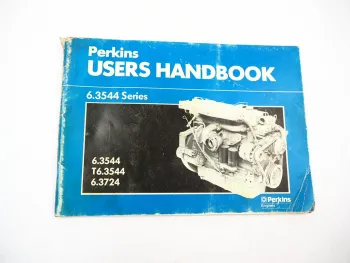 Perkins
USERS HANDBOOK
6.3544 Series
6.3544
T6.3544
6.3724
Perkins
Engines